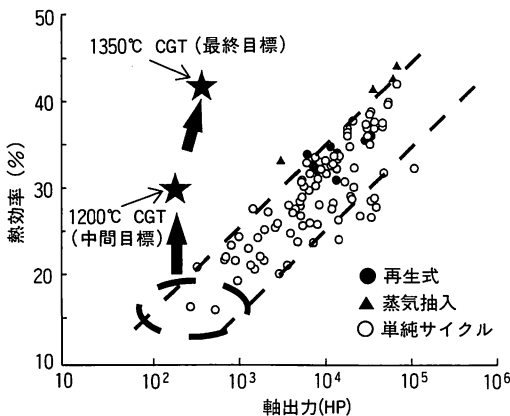 50
40
30
20
10
熱効率 (%)
1350℃ CGT (最終目標)
1200℃ CGT
(中間目標)
● 再生式
▲ 蒸気抽入
○ 単純サイクル
10 10² 10³ 10⁴ 10⁵ 10⁶
軸出力(HP)